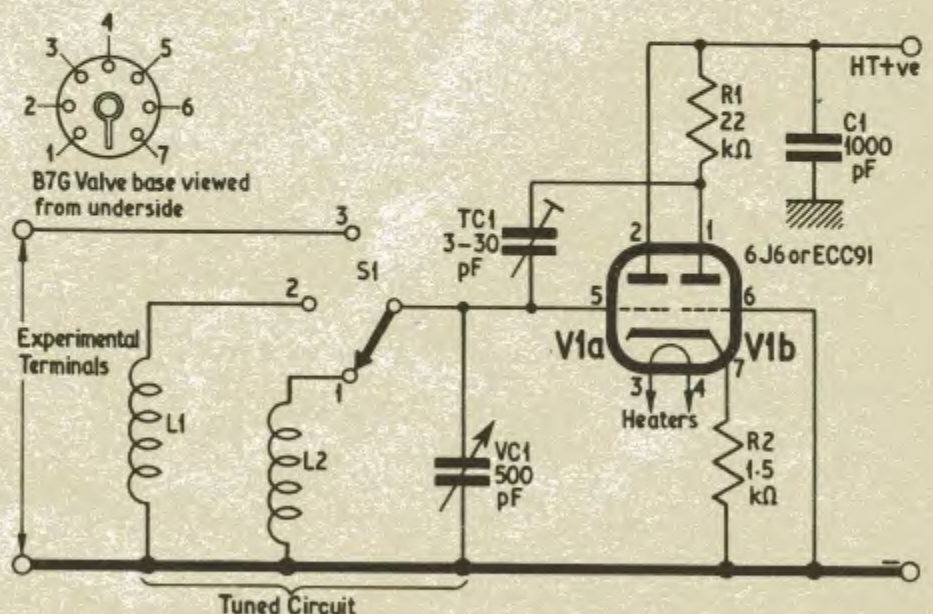 4
3
5
2
6
1
7
B7G Valve base viewed
from underside
HT+ve
R1
22
kΩ
C1
1000
pF
TC1
3-30
pF
2
1
6J6 or ECC91
3
S1
2
5
6
Experimental
Terminals
V1a
V1b
1
3
4
7
Heaters
L1
L2
VC1
500
pF
R2
1.5
kΩ
-
Tuned Circuit